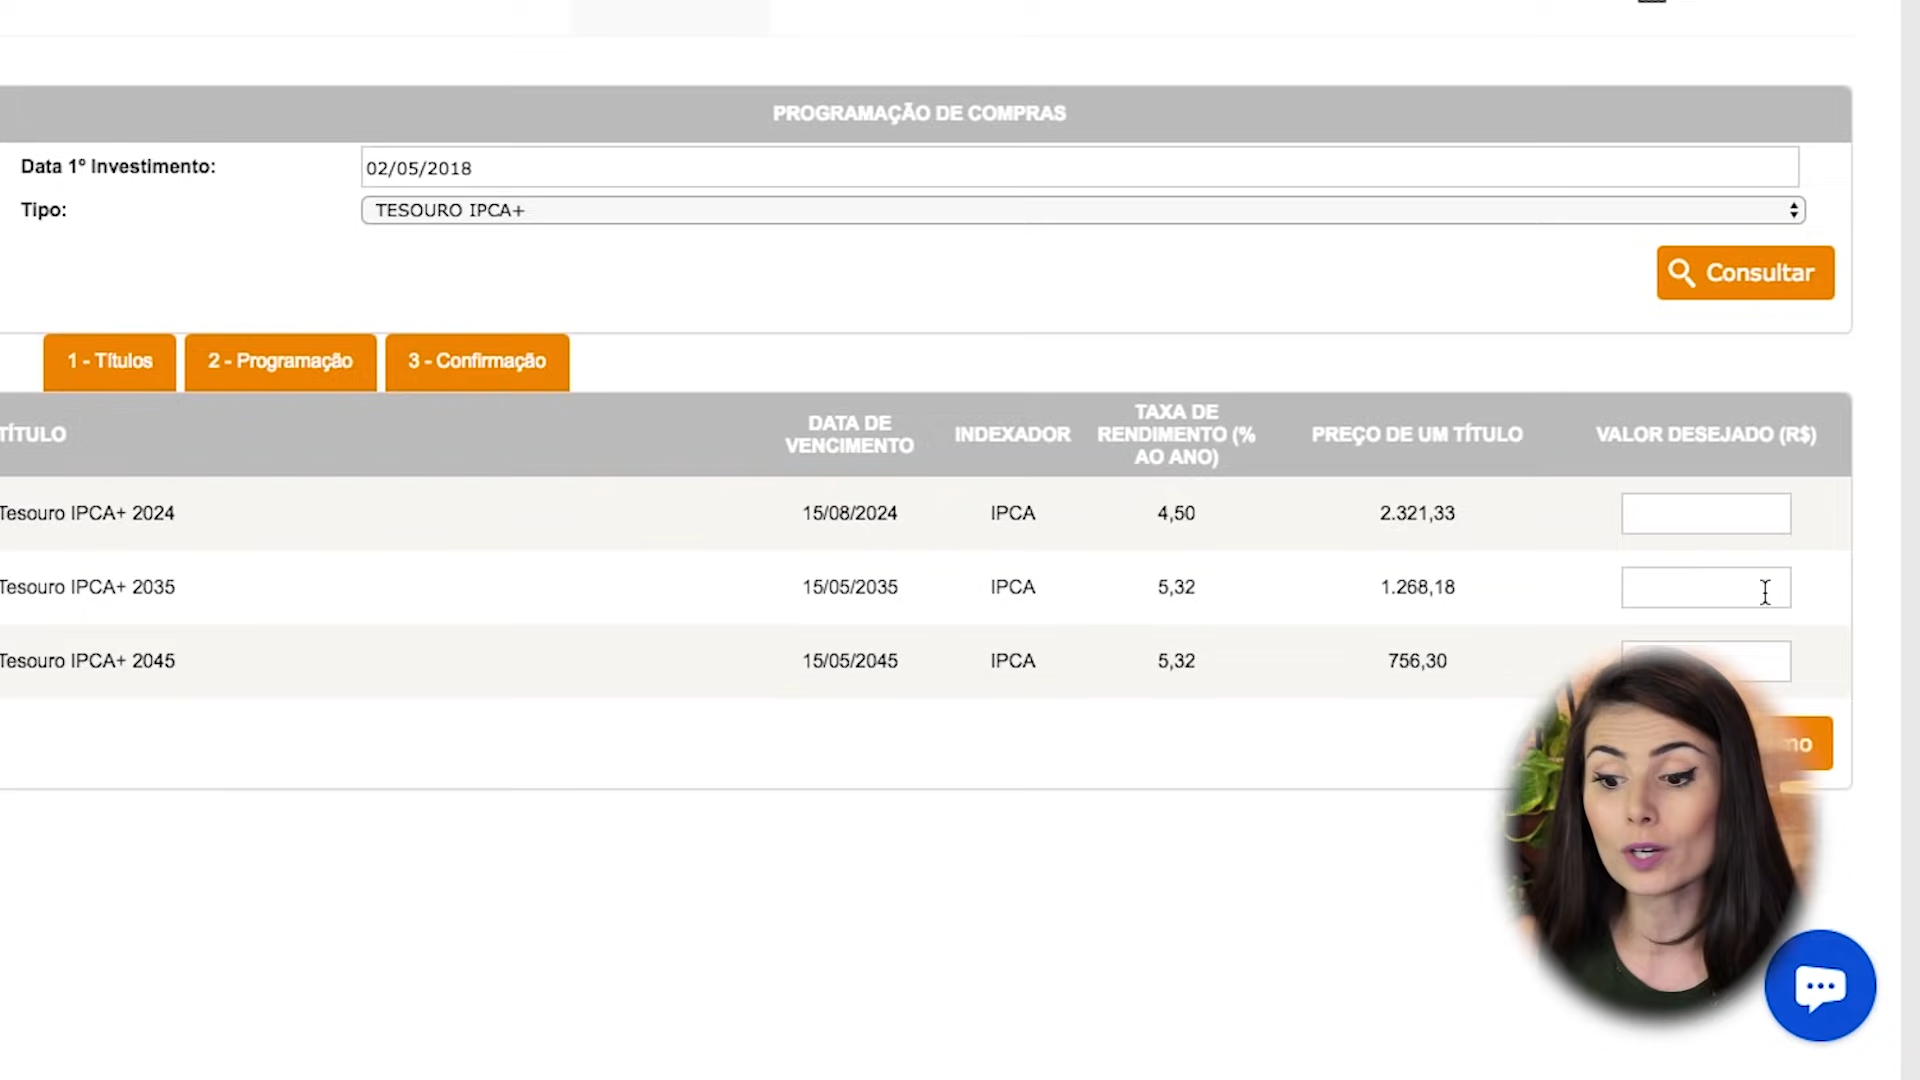 PROGRAMAÇÃO DE COMPRAS
Data 1º Investimento: 02/05/2018
Tipo: TESOURO IPCA+
Consultar
1 - Títulos 2 - Programação 3 - Confirmação
TÍTULO DATA DE VENCIMENTO INDEXADOR TAXA DE RENDIMENTO (% AO ANO) PREÇO DE UM TÍTULO VALOR DESEJADO (R$)
Tesouro IPCA+ 2024 15/08/2024 IPCA 4,50 2.321,33
Tesouro IPCA+ 2035 15/05/2035 IPCA 5,32 1.268,18
Tesouro IPCA+ 2045 15/05/2045 IPCA 5,32 756,30